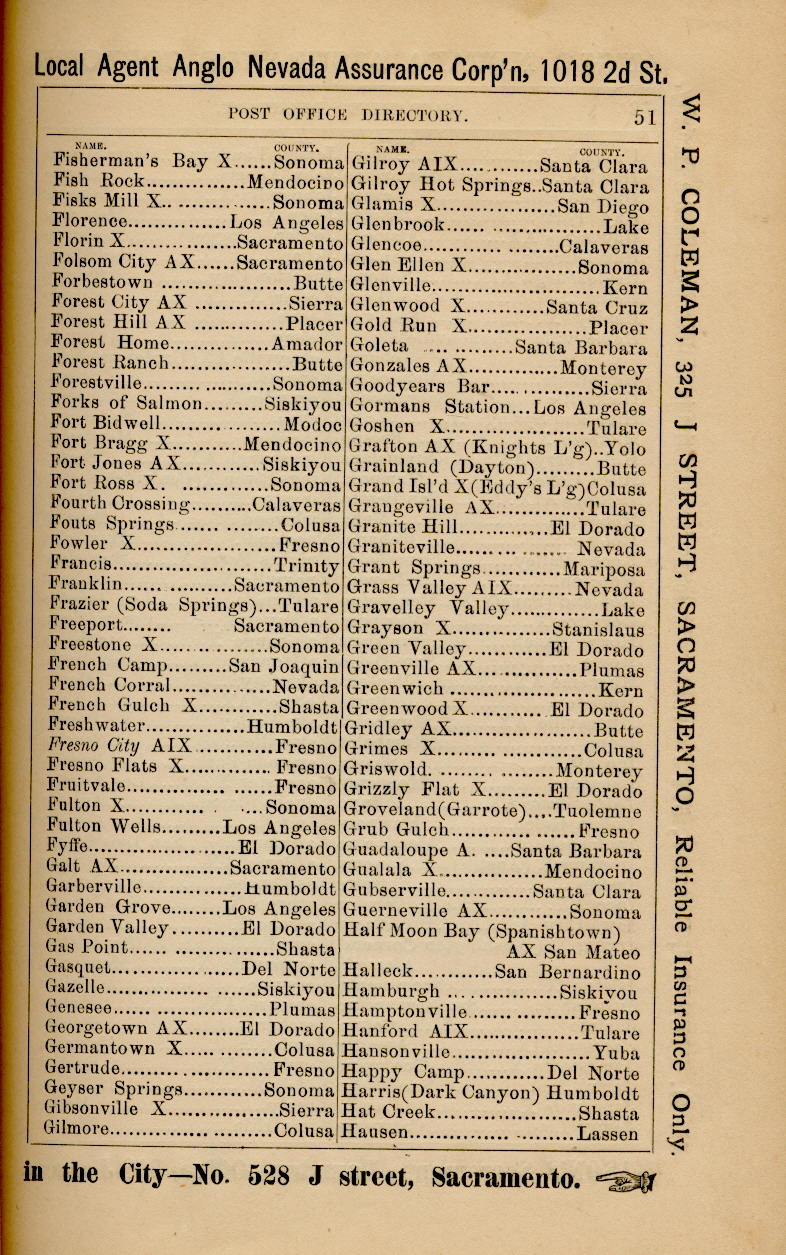 Local Agent Anglo Nevada Assurance Corp'n, 1018 2d St.
POST OFFICE DIRECTORY. 51
NAME. COUNTY.
Fisherman's Bay X......Sonoma
Fish Rock...............Mendocino
Fisks Mill X.. .............Sonoma
Florence...............Los Angeles
Florin X.................Sacramento
Folsom City AX......Sacramento
Forbestown ....................Butte
Forest City AX ..............Sierra
Forest Hill AX .............Placer
Forest Home...............Amador
Forest Ranch..................Butte
Forestville....................Sonoma
Forks of Salmon.........Siskiyou
Fort Bidwell..................Modoc
Fort Bragg X...........Mendocino
Fort Jones AX............Siskiyou
Fort Ross X. .............Sonoma
Fourth Crossing..........Calaveras
Fouts Springs....... ........Colusa
Fowler X.....................Fresno
Francis........................Trinity
Franklin..................Sacramento
Frazier (Soda Springs)...Tulare
Freeport........ Sacramento
Freestone X.................Sonoma
French Camp.........San Joaquin
French Corral...............Nevada
French Gulch X............Shasta
Freshwater...............Humboldt
Fresno City AIX............Fresno
Fresno Flats X............. Fresno
Fruitvale......................Fresno
Fulton X............ . ....Sonoma
Fulton Wells.........Los Angeles
Fyffe.......................El Dorado
Galt AX.................Sacramento
Garberville...............Humboldt
Garden Grove........Los Angeles
Garden Valley..........El Dorado
Gas Point......................Shasta
Gasquet....................Del Norte
Gazelle.......................Siskiyou
Genesee.......................Plumas
Georgetown AX........El Dorado
Germantown X..... ........Colusa
Gertrude.......................Fresno
Geyser Springs............Sonoma
Gibsonville X.................Sierra
Gilmore.........................Colusa
NAME. COUNTY.
Gilroy AIX............Santa Clara
Gilroy Hot Springs..Santa Clara
Glamis X..................San Diego
Glenbrook...... .................Lake
Glencoe.....................Calaveras
Glen Ellen X.................Sonoma
Glenville..........................Kern
Glenwood X............Santa Cruz
Gold Run X..................Placer
Goleta ..... ..........Santa Barbara
Gonzales AX..............Monterey
Goodyears Bar...............Sierra
Gormans Station...Los Angeles
Goshen X.....................Tulare
Grafton AX (Knights L'g)..Yolo
Grainland (Dayton).........Butte
Grand Isl'd X(Eddy's L'g)Colusa
Grangeville AX.............Tulare
Granite Hill..............El Dorado
Graniteville......... ....... Nevada
Grant Springs............Mariposa
Grass Valley AIX.........Nevada
Gravelley Valley..............Lake
Grayson X...............Stanislaus
Green Valley............El Dorado
Greenville AX...............Plumas
Greenwich .......................Kern
Greenwood X............El Dorado
Gridley AX......................Butte
Grimes X......... ............Colusa
Griswold. ........ ........Monterey
Grizzly Flat X.........El Dorado
Groveland(Garrote)....Tuolemne
Grub Gulch............ ......Fresno
Guadaloupe A. ....Santa Barbara
Gualala X................Mendocino
Gubserville.............Santa Clara
Guerneville AX............Sonoma
Half Moon Bay (Spanishtown)
AX San Mateo
Halleck............San Bernardino
Hamburgh ... .............Siskiyou
Hamptonville ..................Fresno
Hanford AIX.................Tulare
Hansonville.....................Yuba
Happy Camp............Del Norte
Harris(Dark Canyon) Humboldt
Hat Creek......................Shasta
Hausen............... .........Lassen
in the City—No. 528 J street, Sacramento.
W. P. COLEMAN, 325 J STREET, SACRAMENTO, Reliable Insurance Only.